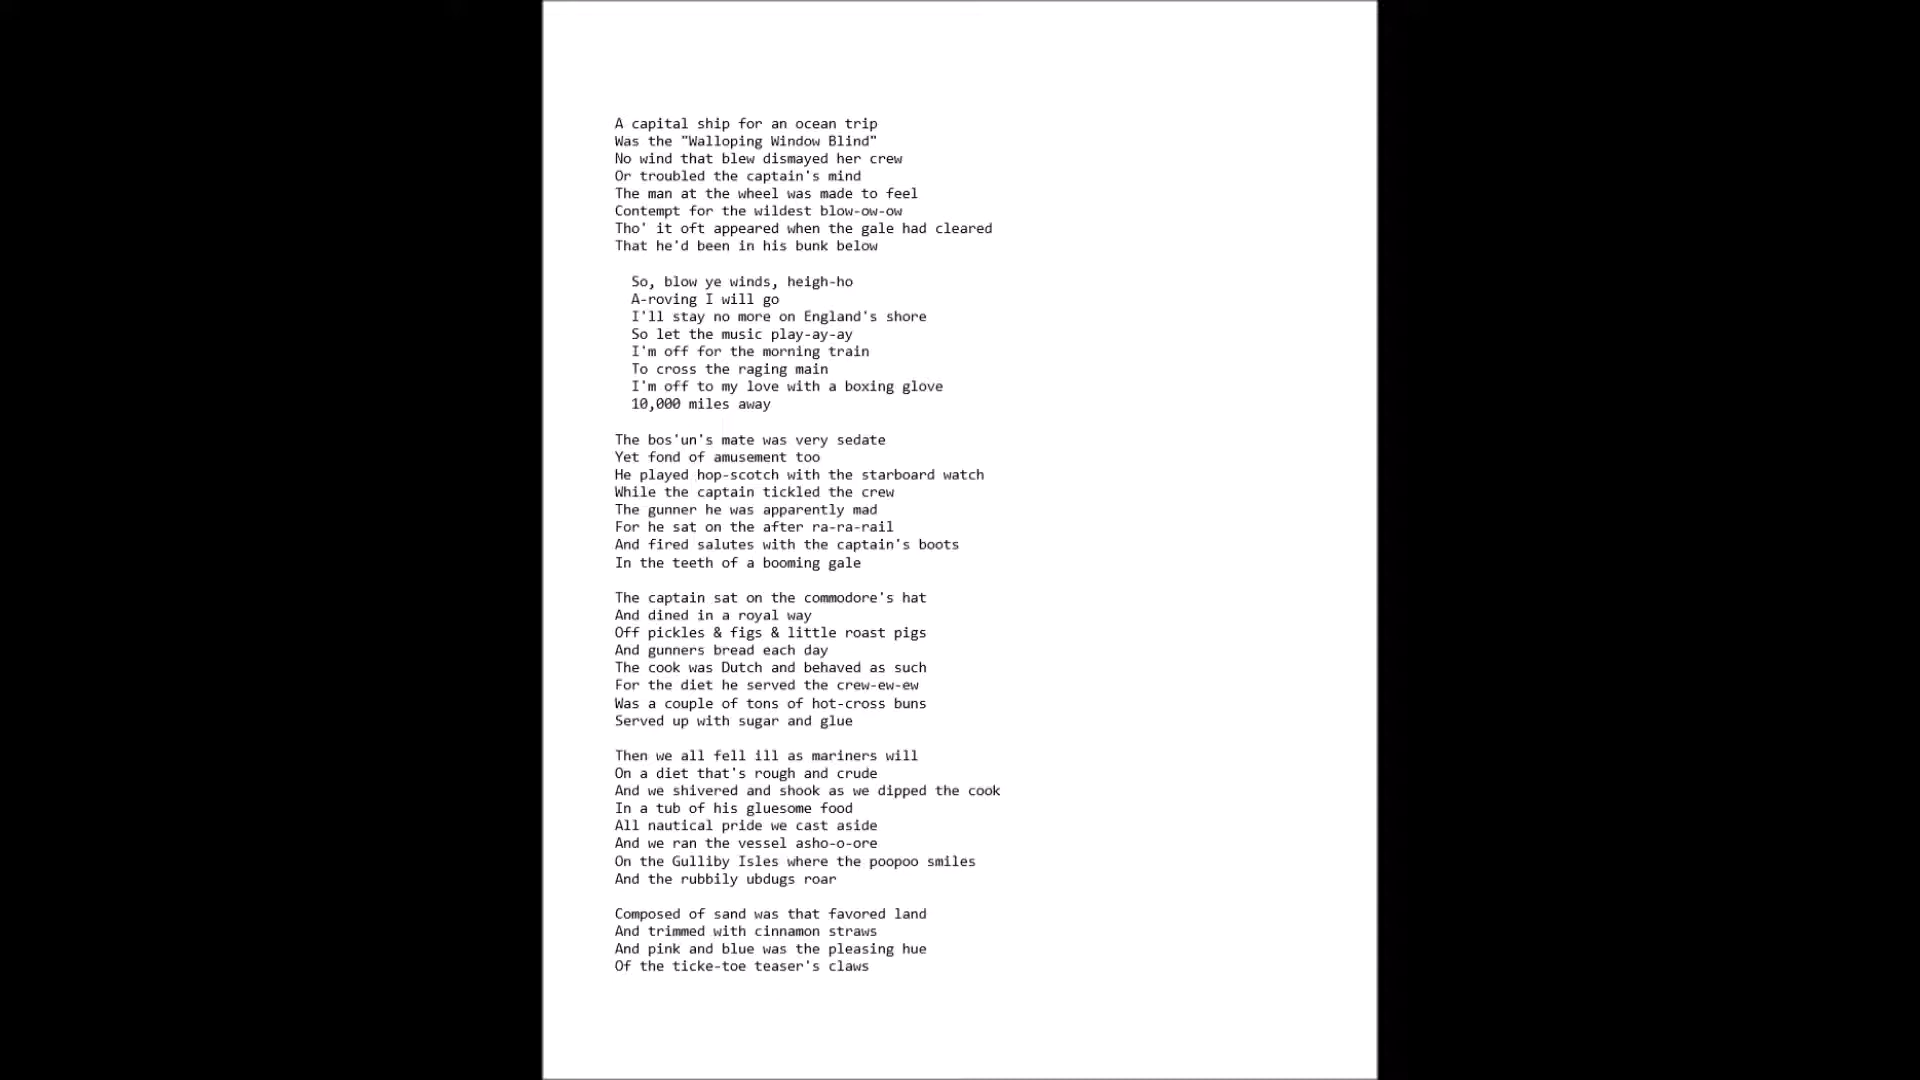 A capital ship for an ocean trip
Was the "Walloping Window Blind"
No wind that blew dismayed her crew
Or troubled the captain's mind
The man at the wheel was made to feel
Contempt for the wildest blow-ow-ow
Tho' it oft appeared when the gale had cleared
That he'd been in his bunk below
So, blow ye winds, heigh-ho
A-roving I will go
I'll stay no more on England's shore
So let the music play-ay-ay
I'm off for the morning train
To cross the raging main
I'm off to my love with a boxing glove
10,000 miles away
The bos'un's mate was very sedate
Yet fond of amusement too
He played hop-scotch with the starboard watch
While the captain tickled the crew
The gunner he was apparently mad
For he sat on the after ra-ra-rail
And fired salutes with the captain's boots
In the teeth of a booming gale
The captain sat on the commodore's hat
And dined in a royal way
Off pickles & figs & little roast pigs
And gunners bread each day
The cook was Dutch and behaved as such
For the diet he served the crew-ew-ew
Was a couple of tons of hot-cross buns
Served up with sugar and glue
Then we all fell ill as mariners will
On a diet that's rough and crude
And we shivered and shook as we dipped the cook
In a tub of his gluesome food
All nautical pride we cast aside
And we ran the vessel asho-o-ore
On the Gulliby Isles where the poopoo smiles
And the rubbily ubdugs roar
Composed of sand was that favored land
And trimmed with cinnamon straws
And pink and blue was the pleasing hue
Of the ticke-toe teaser's claws